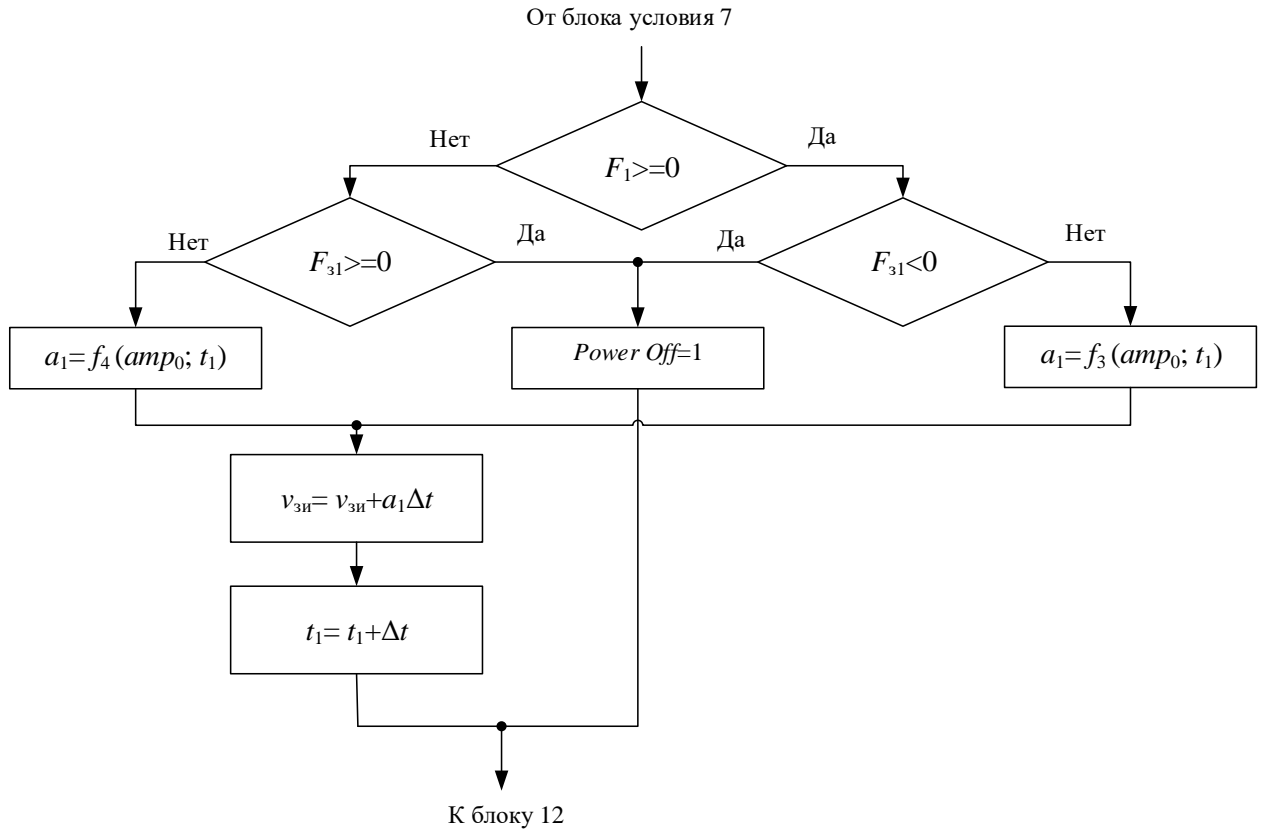 От блока условия 7
Нет
Да
F₁>=0
Нет
Да
Да
Нет
Fз₁>=0
Fз₁<0
a₁=f₄(amp₀; t₁)
Power Off=1
a₁=f₃(amp₀; t₁)
vзи= vзи+a₁Δt
t₁= t₁+Δt
К блоку 12